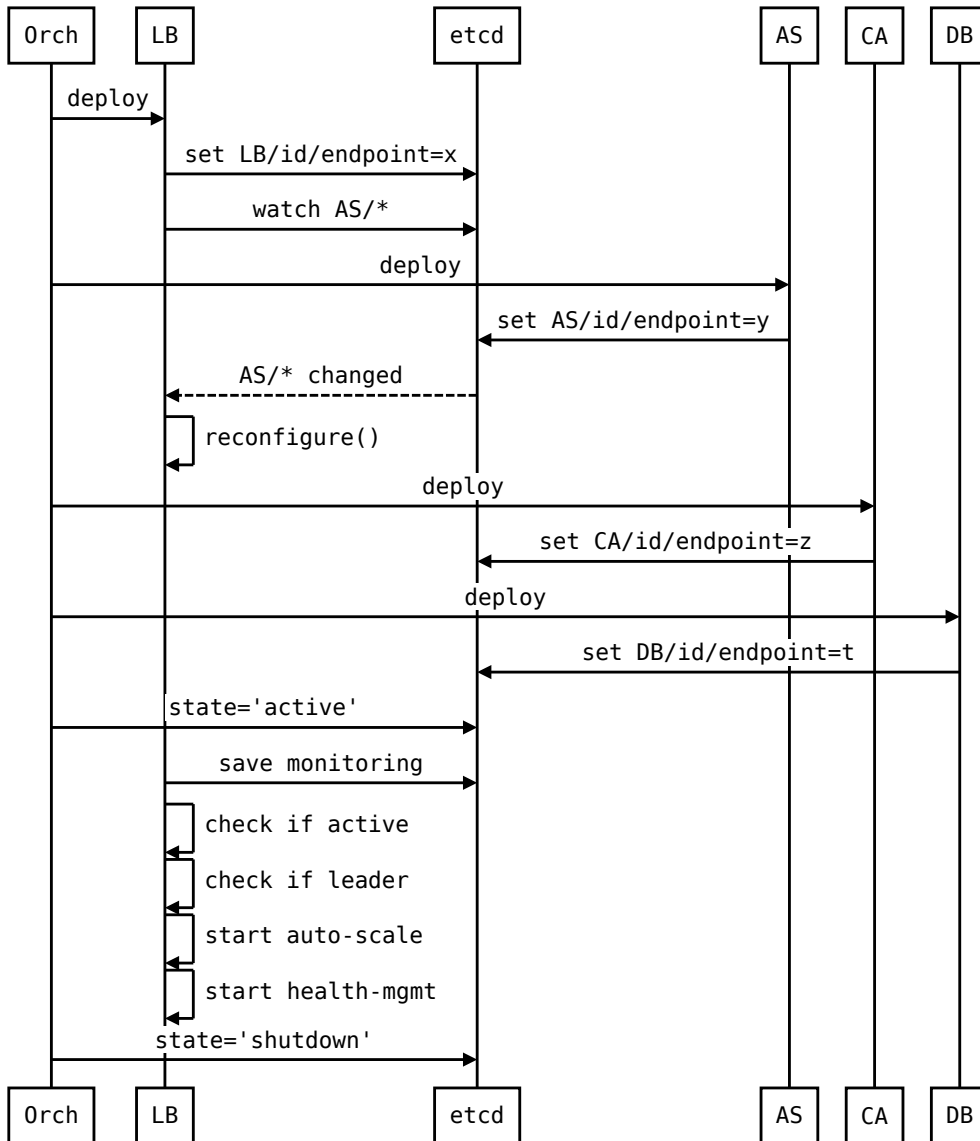 Orch LB etcd AS CA DB
deploy
set LB/id/endpoint=x
watch AS/*
deploy
set AS/id/endpoint=y
AS/* changed
reconfigure()
deploy
set CA/id/endpoint=z
deploy
set DB/id/endpoint=t
state='active'
save monitoring
check if active
check if leader
start auto-scale
start health-mgmt
state='shutdown'
Orch LB etcd AS CA DB